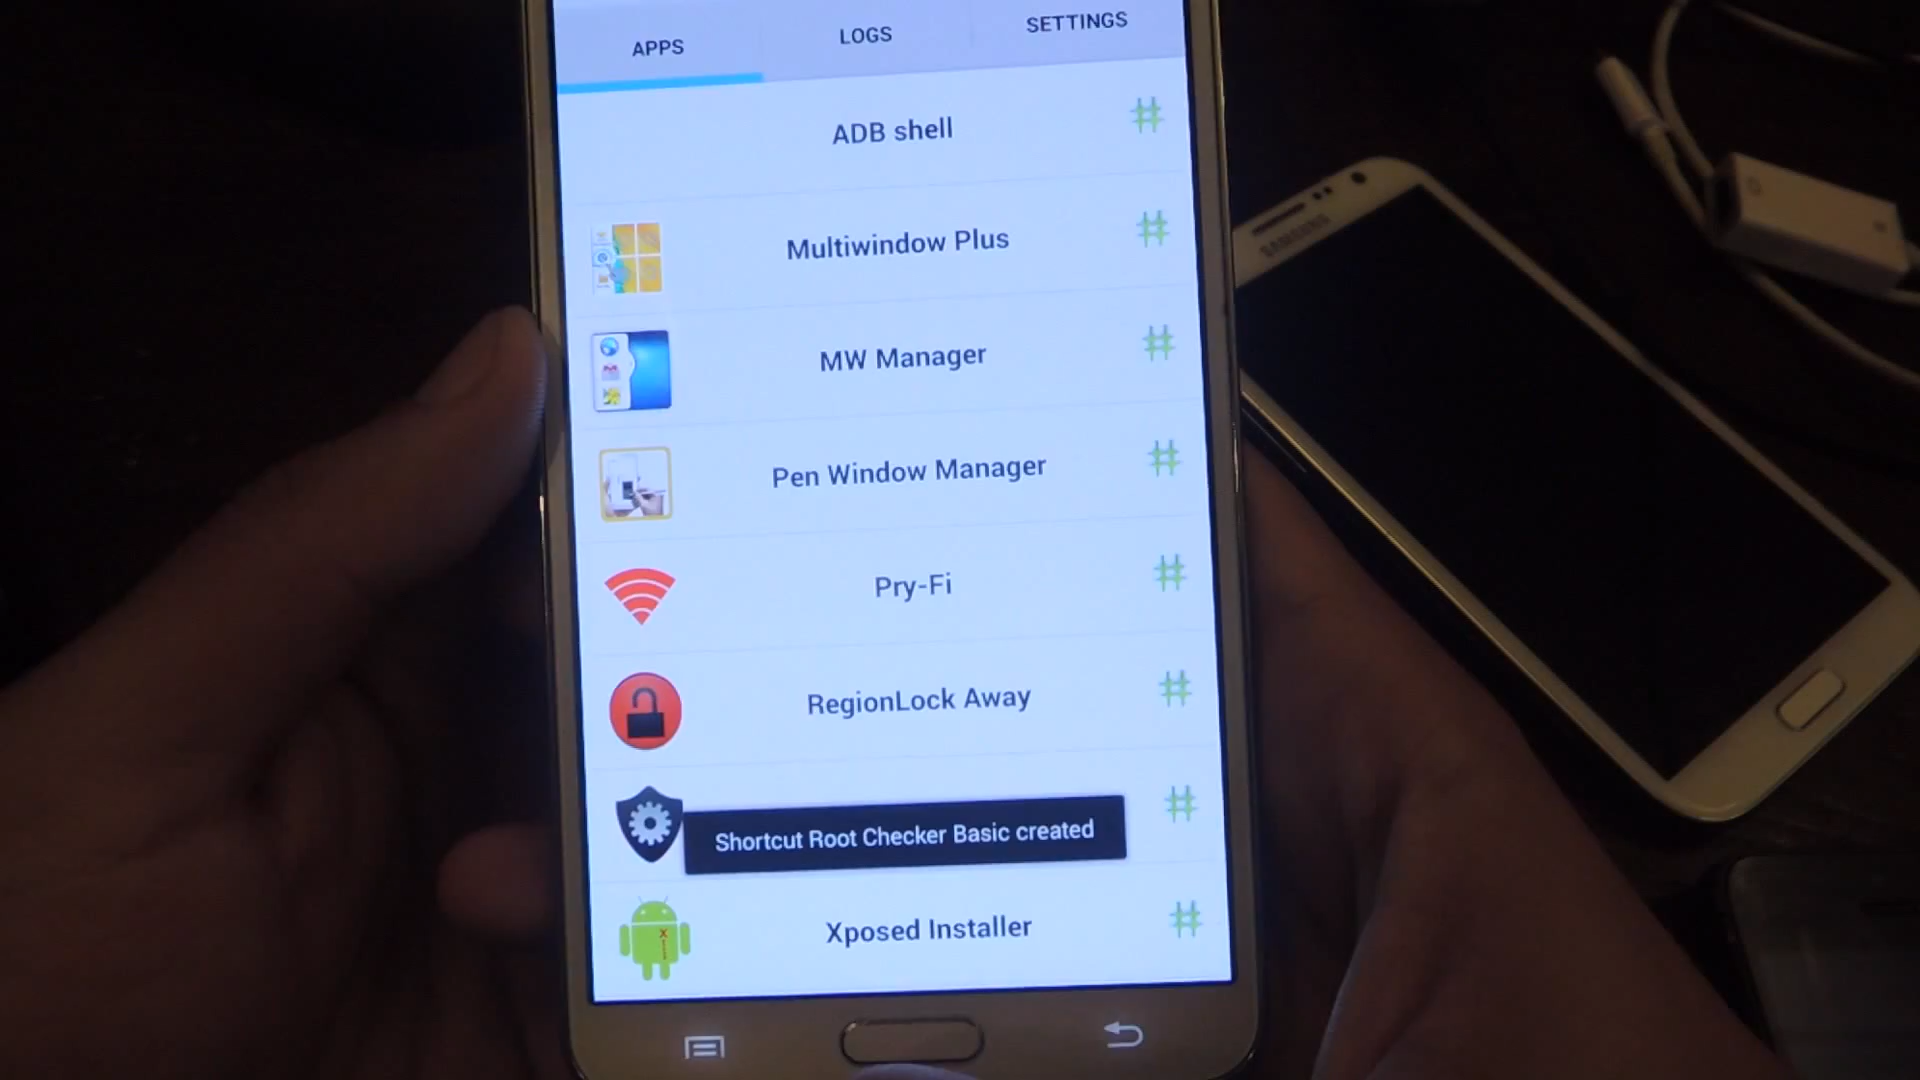 APPS
LOGS
SETTINGS
ADB shell
Multiwindow Plus
MW Manager
Pen Window Manager
Pry-Fi
RegionLock Away
Shortcut Root Checker Basic created
Xposed Installer
SAMSUNG